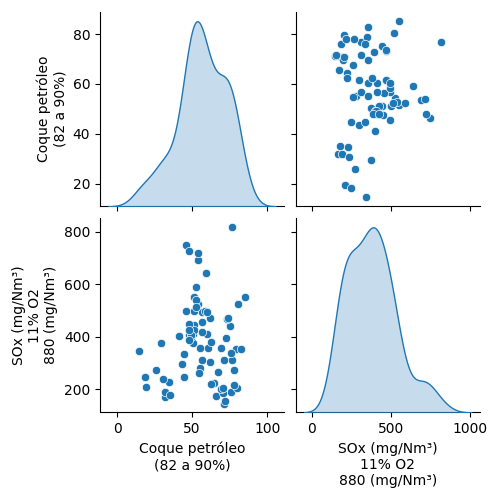 Coque petróleo
(82 a 90%)
80
60
40
20
SOx (mg/Nm³)
11% O2
880 (mg/Nm³)
800
600
400
200
0
50
100
Coque petróleo
(82 a 90%)
0
500
1000
SOx (mg/Nm³)
11% O2
880 (mg/Nm³)